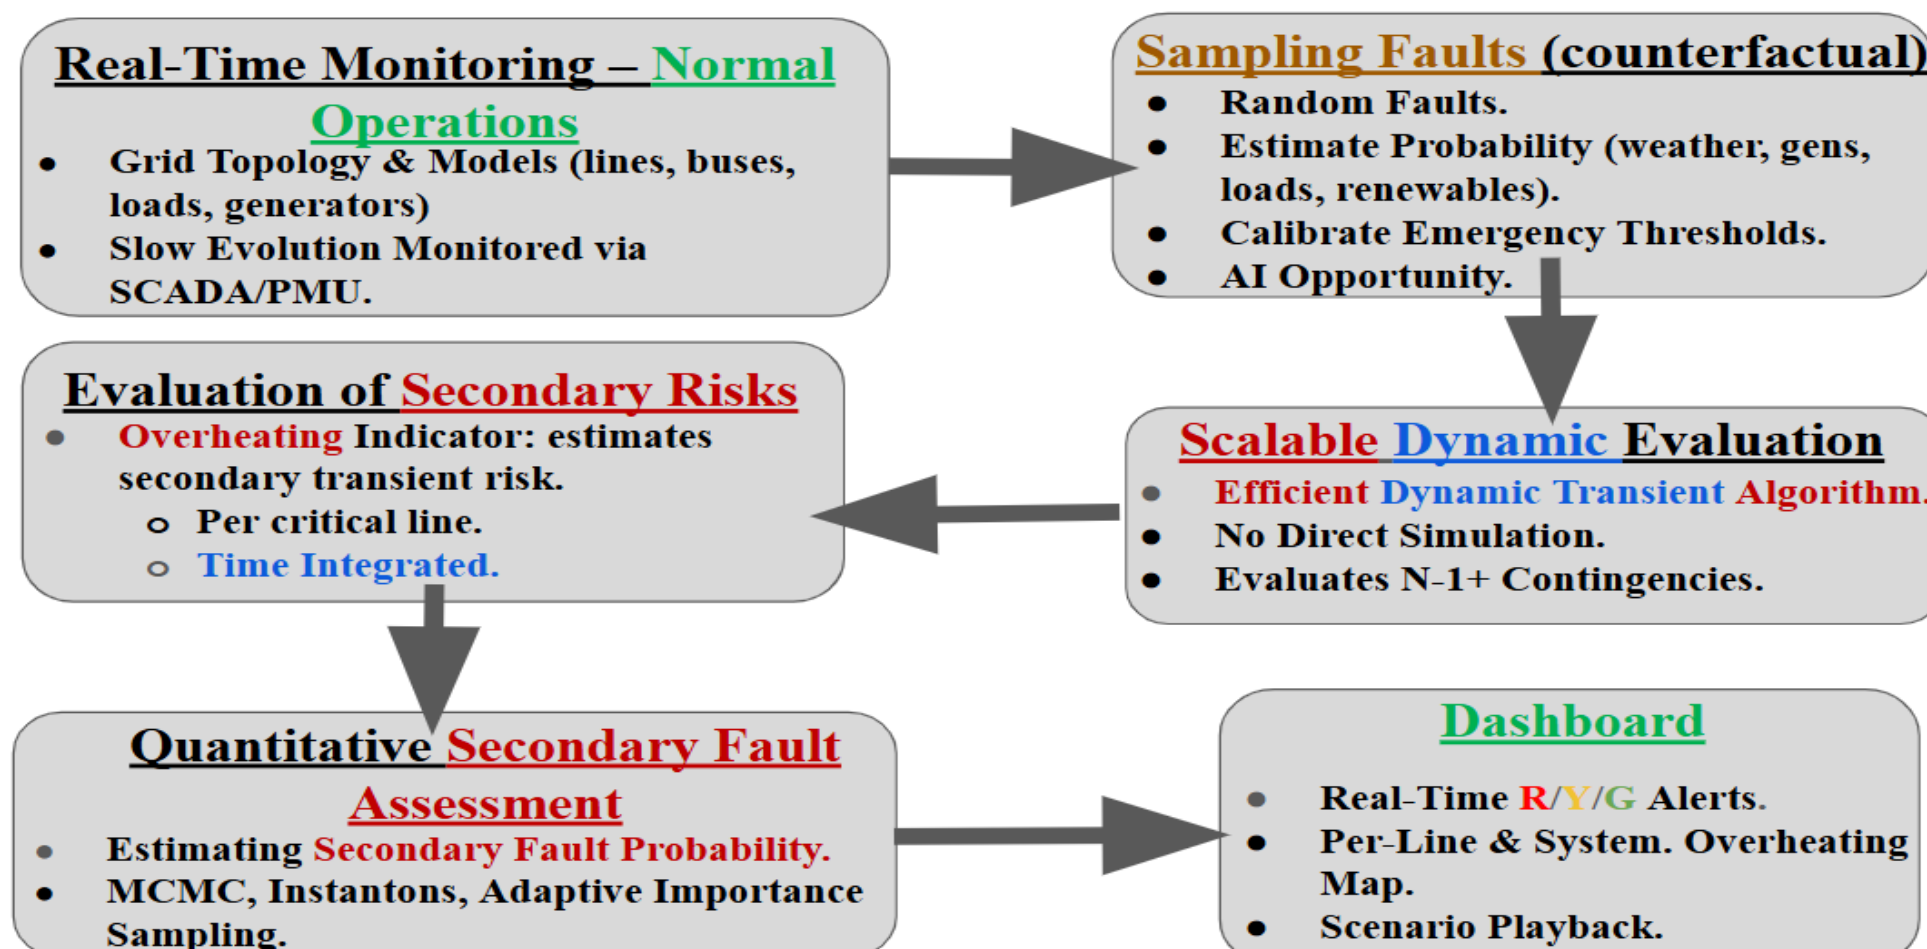 Real-Time Monitoring – Normal
Operations
● Grid Topology & Models (lines, buses,
loads, generators)
● Slow Evolution Monitored via
SCADA/PMU.
Sampling Faults (counterfactual)
● Random Faults.
● Estimate Probability (weather, gens,
loads, renewables).
● Calibrate Emergency Thresholds.
● AI Opportunity.
Scalable Dynamic Evaluation
● Efficient Dynamic Transient Algorithm.
● No Direct Simulation.
● Evaluates N-1+ Contingencies.
Evaluation of Secondary Risks
● Overheating Indicator: estimates
secondary transient risk.
○ Per critical line.
○ Time Integrated.
Quantitative Secondary Fault
Assessment
● Estimating Secondary Fault Probability.
● MCMC, Instantons, Adaptive Importance
Sampling.
Dashboard
● Real-Time R/Y/G Alerts.
● Per-Line & System. Overheating
Map.
● Scenario Playback.